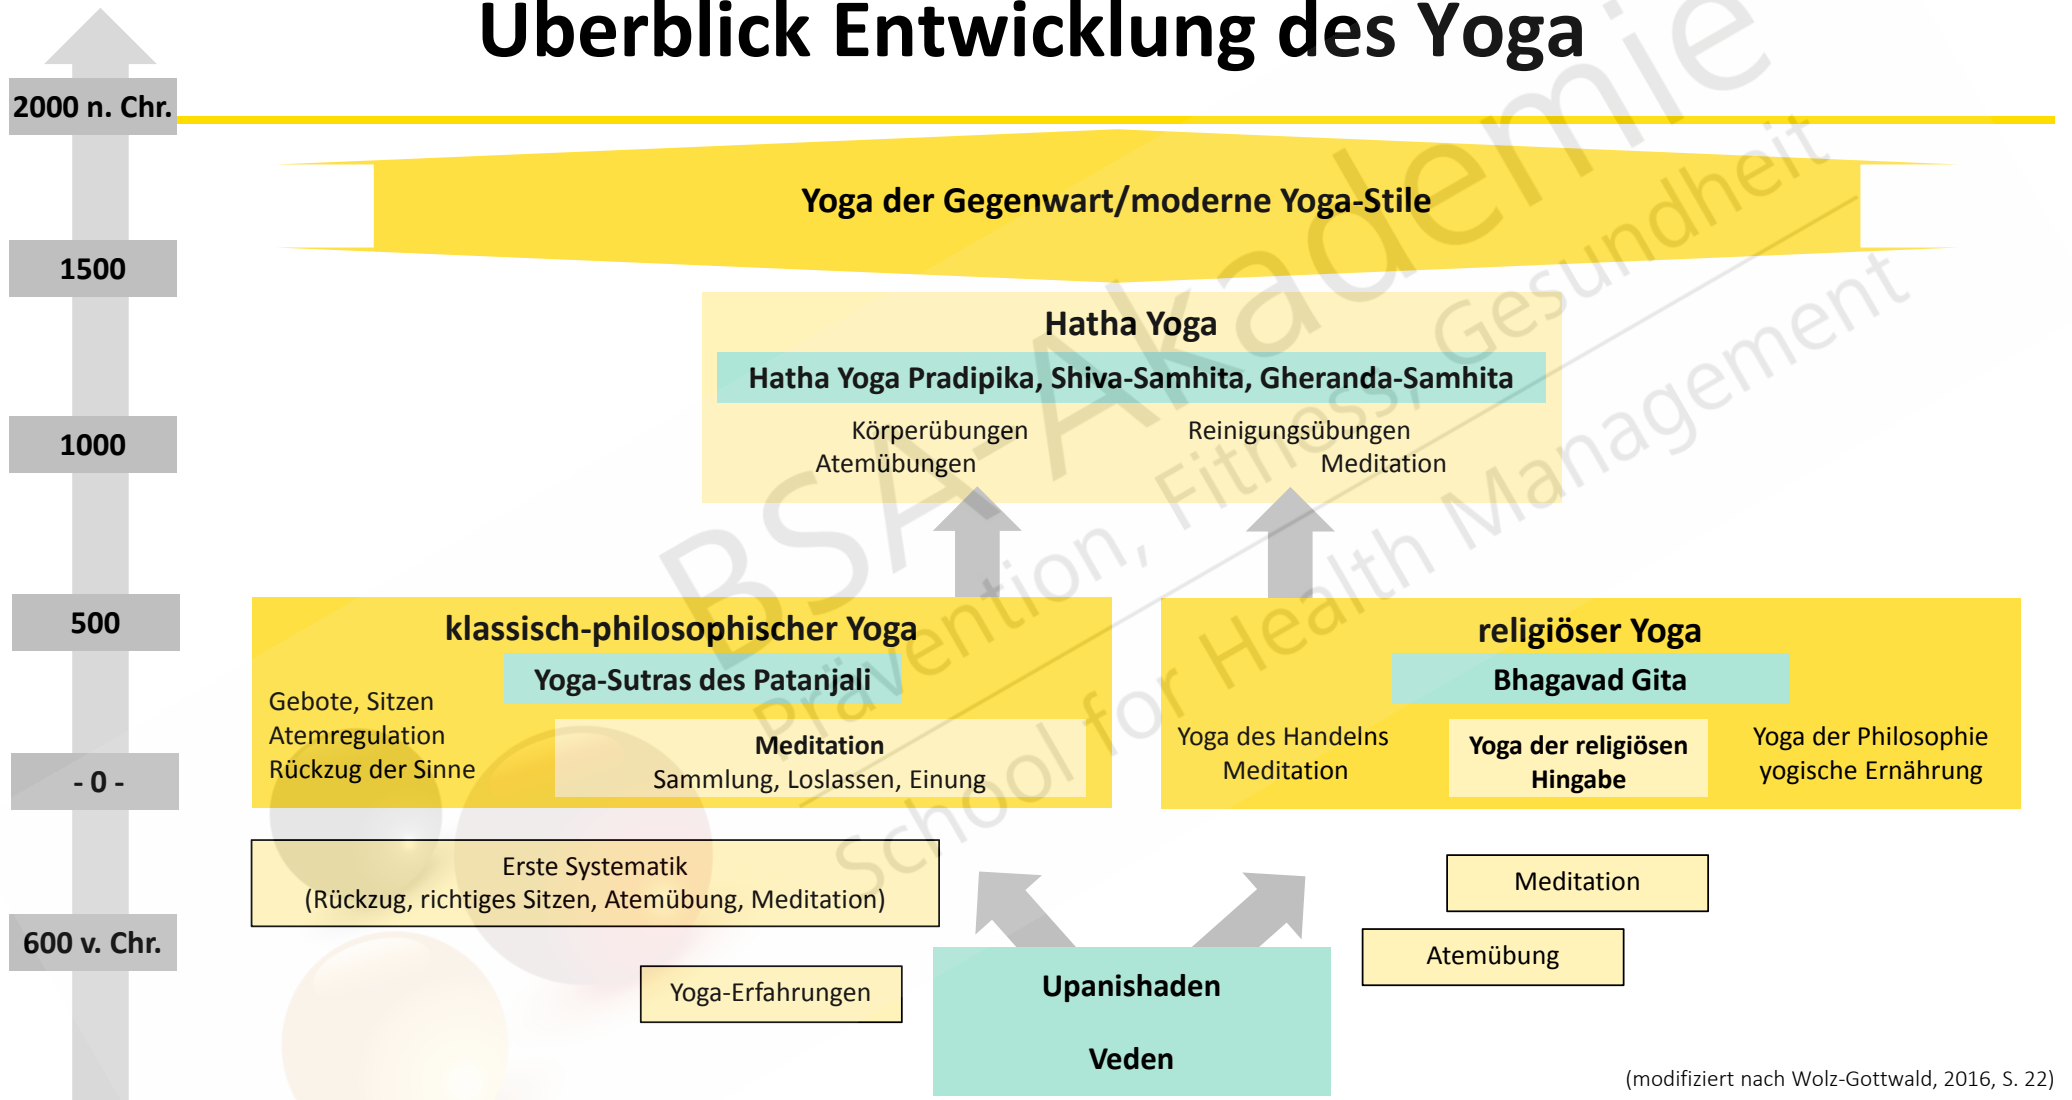 Überblick Entwicklung des Yoga
2000 n. Chr.
Yoga der Gegenwart/moderne Yoga-Stile
1500
Hatha Yoga
Hatha Yoga Pradipika, Shiva-Samhita, Gheranda-Samhita
1000
Körperübungen
Atemübungen
Reinigungsübungen
Meditation
500
klassisch-philosophischer Yoga
Yoga-Sutras des Patanjali
Gebote, Sitzen
Atemregulation
Rückzug der Sinne
Meditation
Sammlung, Loslassen, Einung
religiöser Yoga
Bhagavad Gita
Yoga des Handelns
Meditation
Yoga der religiösen
Hingabe
Yoga der Philosophie
yogische Ernährung
- 0 -
Erste Systematik
(Rückzug, richtiges Sitzen, Atemübung, Meditation)
Meditation
600 v. Chr.
Atemübung
Yoga-Erfahrungen
Upanishaden
Veden
(modifiziert nach Wolz-Gottwald, 2016, S. 22)
BSA-Akademie
Prävention, Fitness, Gesundheit
School for Health Management